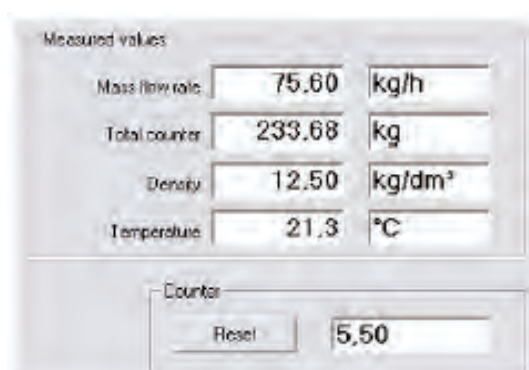 Measured values
Mass flow rate 75.60 kg/h
Total counter 233.68 kg
Density 12.50 kg/dm³
Temperature 21.3 °C
Counter
Reset 5,50